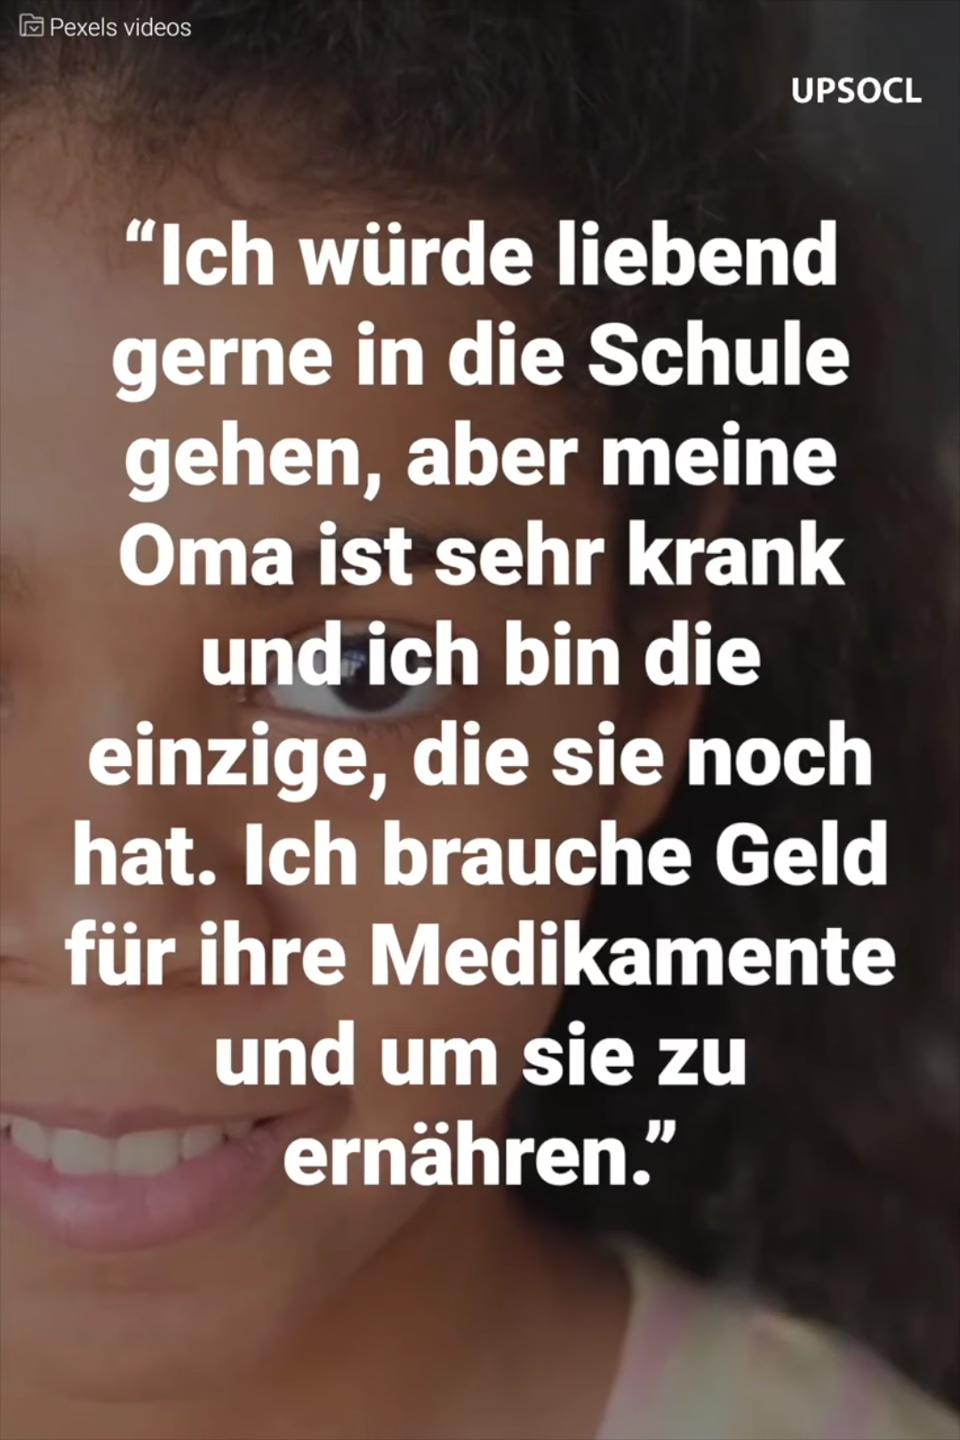 Pexels videos
UPSOCL
“Ich würde liebend
gerne in die Schule
gehen, aber meine
Oma ist sehr krank
und ich bin die
einzige, die sie noch
hat. Ich brauche Geld
für ihre Medikamente
und um sie zu
ernähren.”